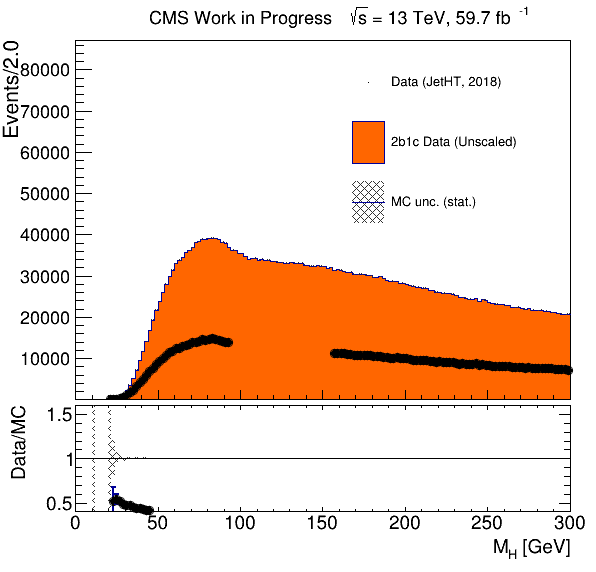 CMS Work in Progress √s = 13 TeV, 59.7 fb⁻¹
Events/2.0
80000
70000
60000
50000
40000
30000
20000
10000
Data (JetHT, 2018)
2b1c Data (Unscaled)
MC unc. (stat.)
Data/MC
1.5
1
0.5
0 50 100 150 200 250 300
M_H [GeV]